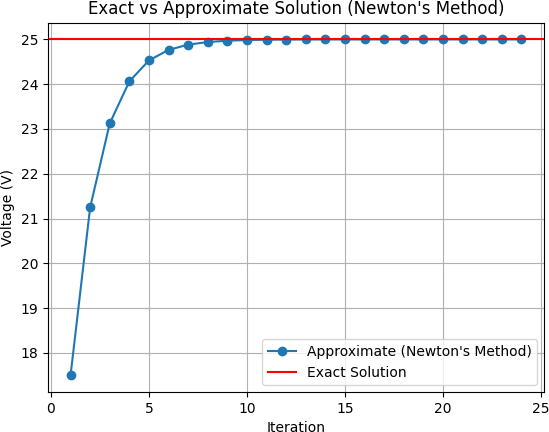 Exact vs Approximate Solution (Newton's Method)
25
24
23
22
21
20
19
18
Voltage (V)
Approximate (Newton's Method)
Exact Solution
0 5 10 15 20 25
Iteration